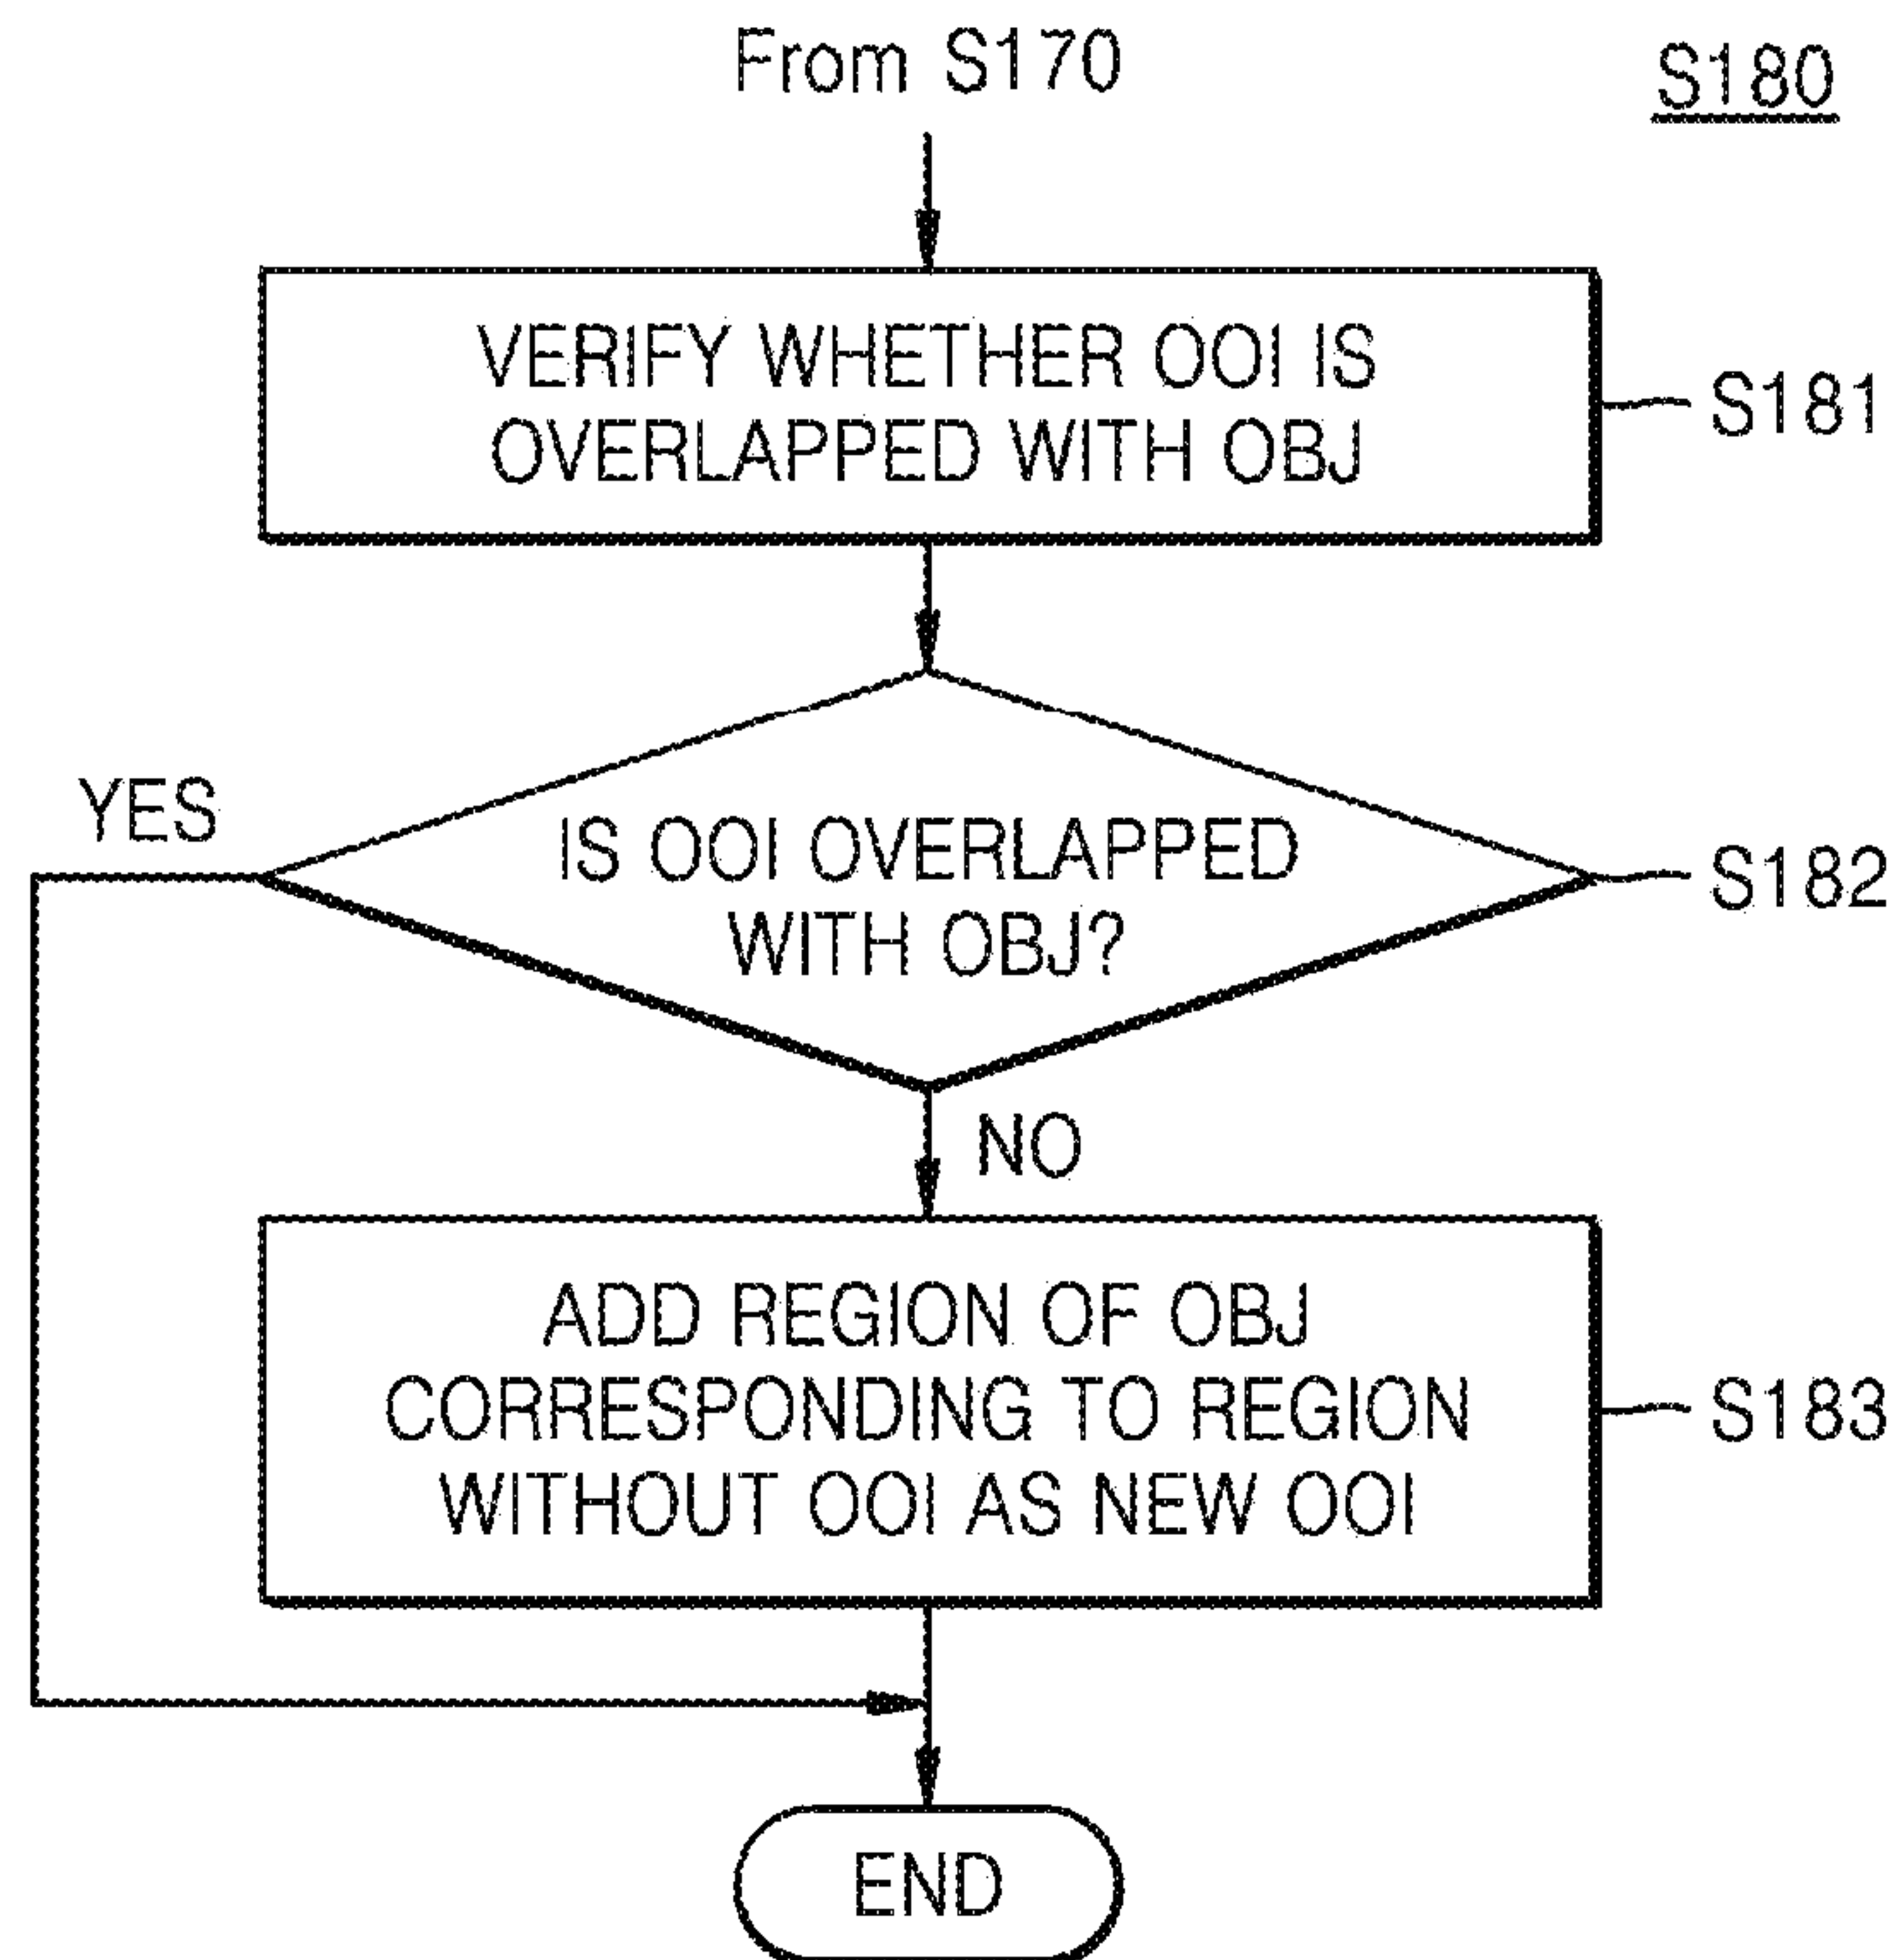 From S170
S180
VERIFY WHETHER OOI IS
OVERLAPPED WITH OBJ
S181
YES
IS OOI OVERLAPPED
WITH OBJ?
S182
NO
ADD REGION OF OBJ
CORRESPONDING TO REGION
WITHOUT OOI AS NEW OOI
S183
END